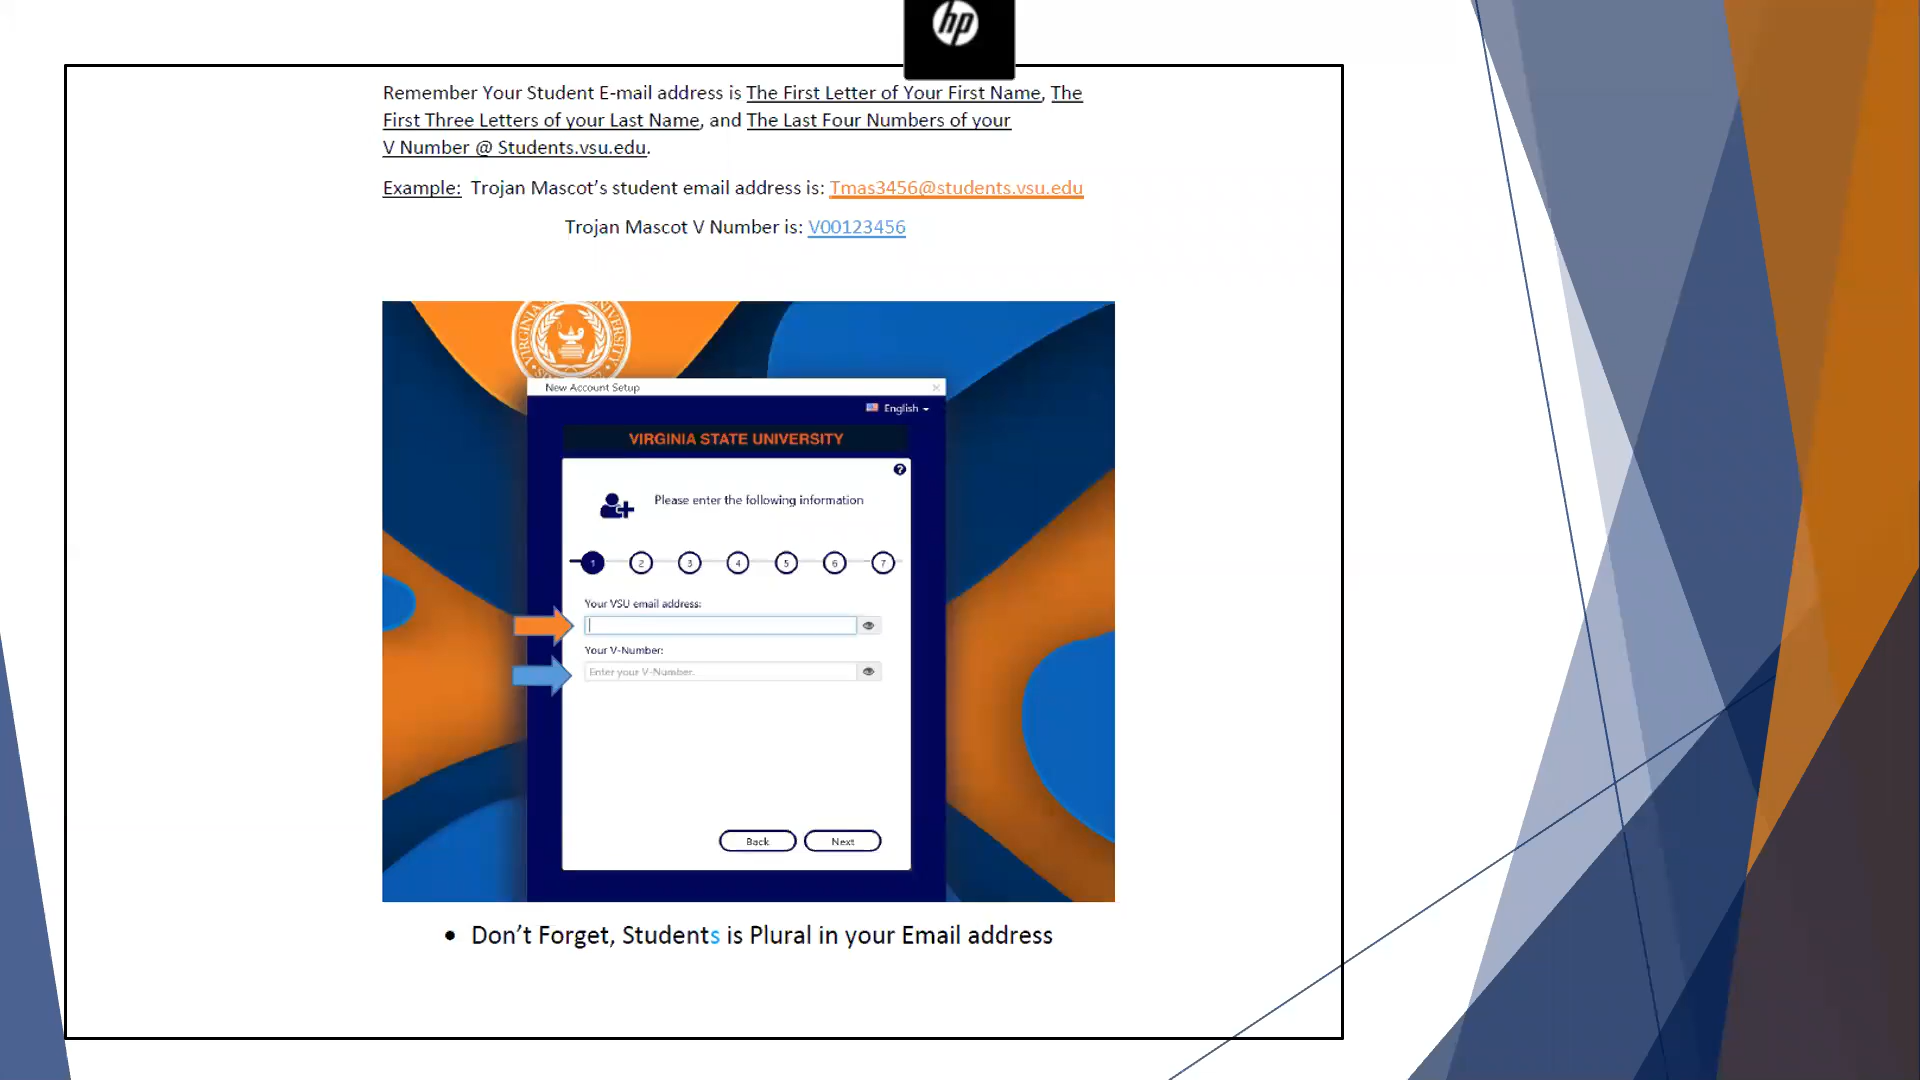 hp
Remember Your Student E-mail address is The First Letter of Your First Name, The
First Three Letters of your Last Name, and The Last Four Numbers of your
V Number @ Students.vsu.edu.
Example: Trojan Mascot's student email address is: Tmas3456@students.vsu.edu
Trojan Mascot V Number is: V00123456
New Account Setup
English
VIRGINIA STATE UNIVERSITY
?
Please enter the following information
1 2 3 4 5 6 7
Your VSU email address:
Your V-Number:
Enter your V-Number.
Back Next
• Don't Forget, Students is Plural in your Email address